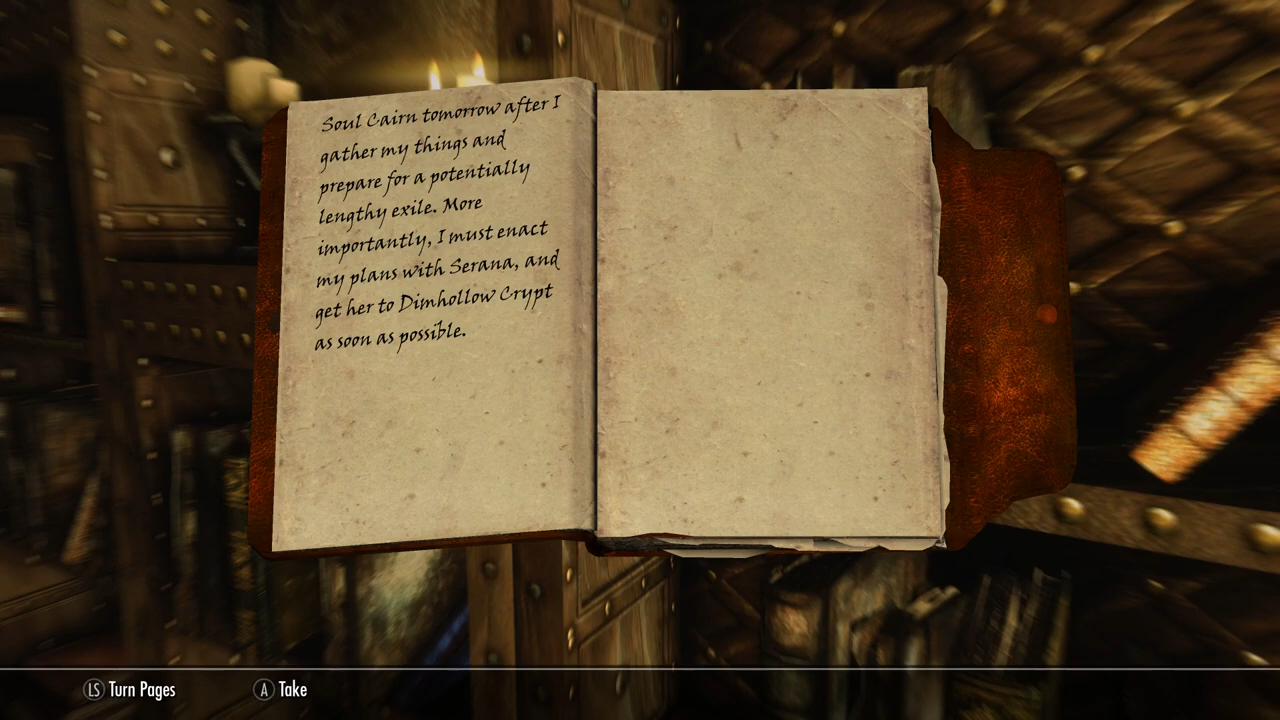 Soul Cairn tomorrow after I
gather my things and
prepare for a potentially
lengthy exile. More
importantly, I must enact
my plans with Serana, and
get her to Dimhollow Crypt
as soon as possible.
LS Turn Pages
A Take